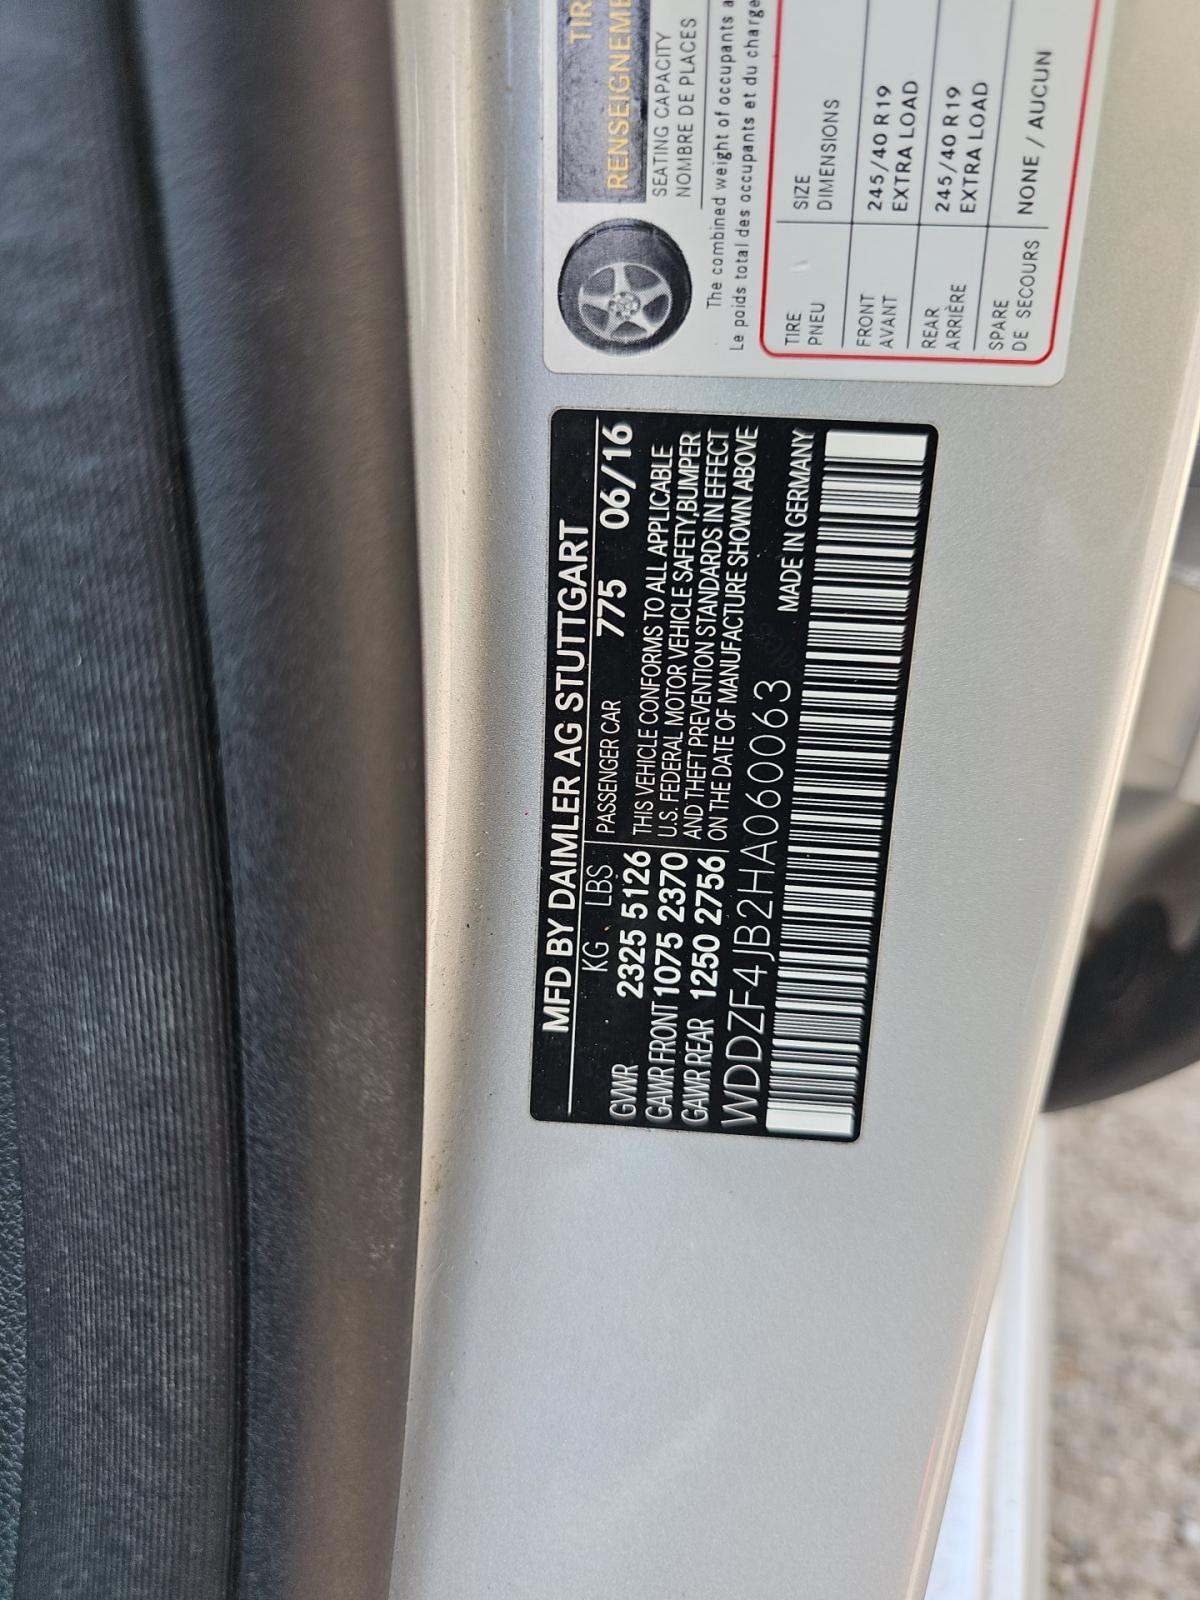 MFD BY DAIMLER AG STUTTGART
KG LBS PASSENGER CAR 775 06/16
GVWR 2325 5126 THIS VEHICLE CONFORMS TO ALL APPLICABLE
GAWR FRONT 1075 2370 U.S. FEDERAL MOTOR VEHICLE SAFETY,BUMPER
GAWR REAR 1250 2756 AND THEFT PREVENTION STANDARDS IN EFFECT
ON THE DATE OF MANUFACTURE SHOWN ABOVE
WDDZF4JB2HA060063 MADE IN GERMANY
SEATING CAPACITY
NOMBRE DE PLACES
The combined weight of occupants
Le poids total des occupants et du charge
TIRE SIZE
PNEU DIMENSIONS
FRONT 245/40 R19
AVANT EXTRA LOAD
REAR 245/40 R19
ARRIÈRE EXTRA LOAD
SPARE NONE / AUCUN
DE SECOURS